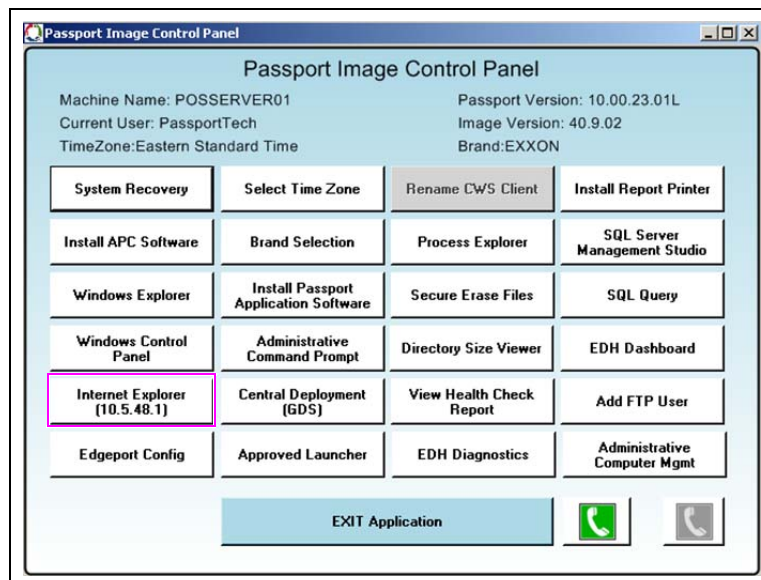 Passport Image Control Panel
Passport Image Control Panel
Machine Name: POSSERVER01
Passport Version: 10.00.23.01L
Current User: PassportTech
Image Version: 40.9.02
TimeZone:Eastern Standard Time
Brand:EXXON
System Recovery
Select Time Zone
Rename CWS Client
Install Report Printer
Install APC Software
Brand Selection
Process Explorer
SQL Server
Management Studio
Windows Explorer
Install Passport
Application Software
Secure Erase Files
SQL Query
Windows Control
Panel
Administrative
Command Prompt
Directory Size Viewer
EDH Dashboard
Internet Explorer
(10.5.48.1)
Central Deployment
(GDS)
View Health Check
Report
Add FTP User
Edgeport Config
Approved Launcher
EDH Diagnostics
Administrative
Computer Mgmt
EXIT Application